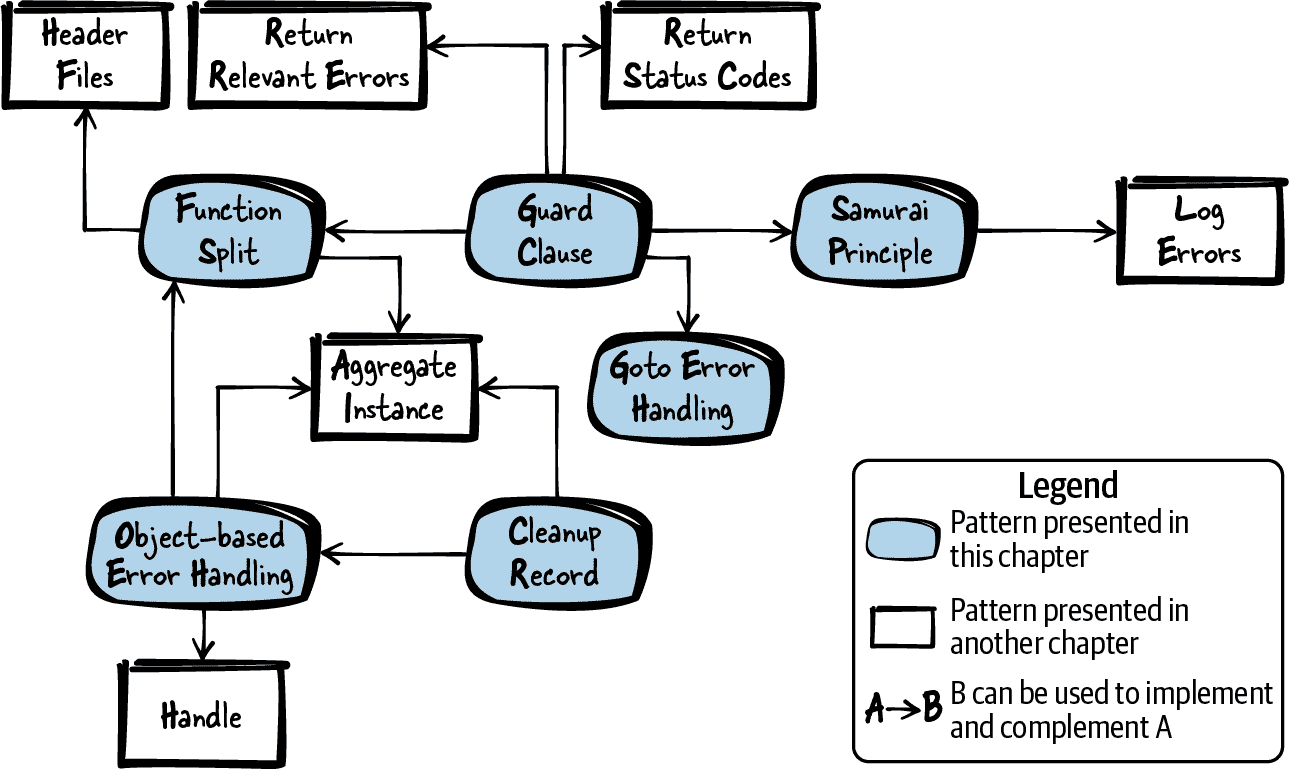 Header
Files
Return
Relevant Errors
Return
Status Codes
Function
Split
Guard
Clause
Samurai
Principle
Log
Errors
Aggregate
Instance
Goto Error
Handling
Object-based
Error Handling
Cleanup
Record
Handle
Legend
Pattern presented in
this chapter
Pattern presented in
another chapter
A→B B can be used to implement
and complement A